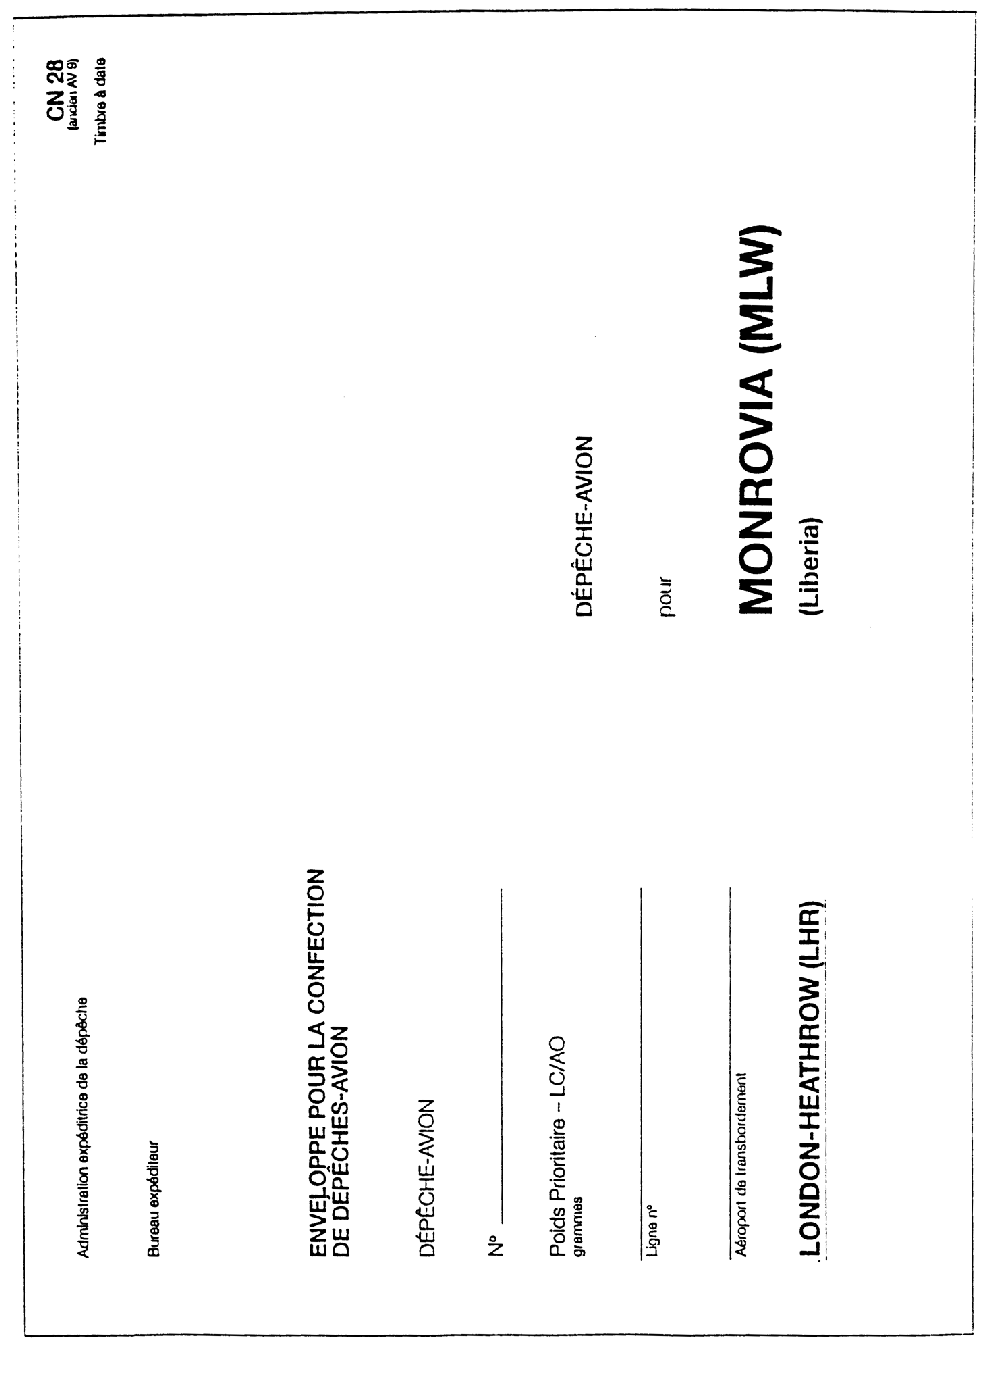 Administration expéditrice de la dépêche
CN 28
(ancien AV 9)
Timbre à date
Bureau expéditeur
ENVELOPPE POUR LA CONFECTION
DE DÉPÊCHES-AVION
DÉPÊCHE-AVION
Nº
Poids Prioritaire – LC/AO
grammes
Ligne nº
Aéroport de transbordement
LONDON-HEATHROW (LHR)
DÉPÊCHE-AVION
pour
MONROVIA (MLW)
(Liberia)